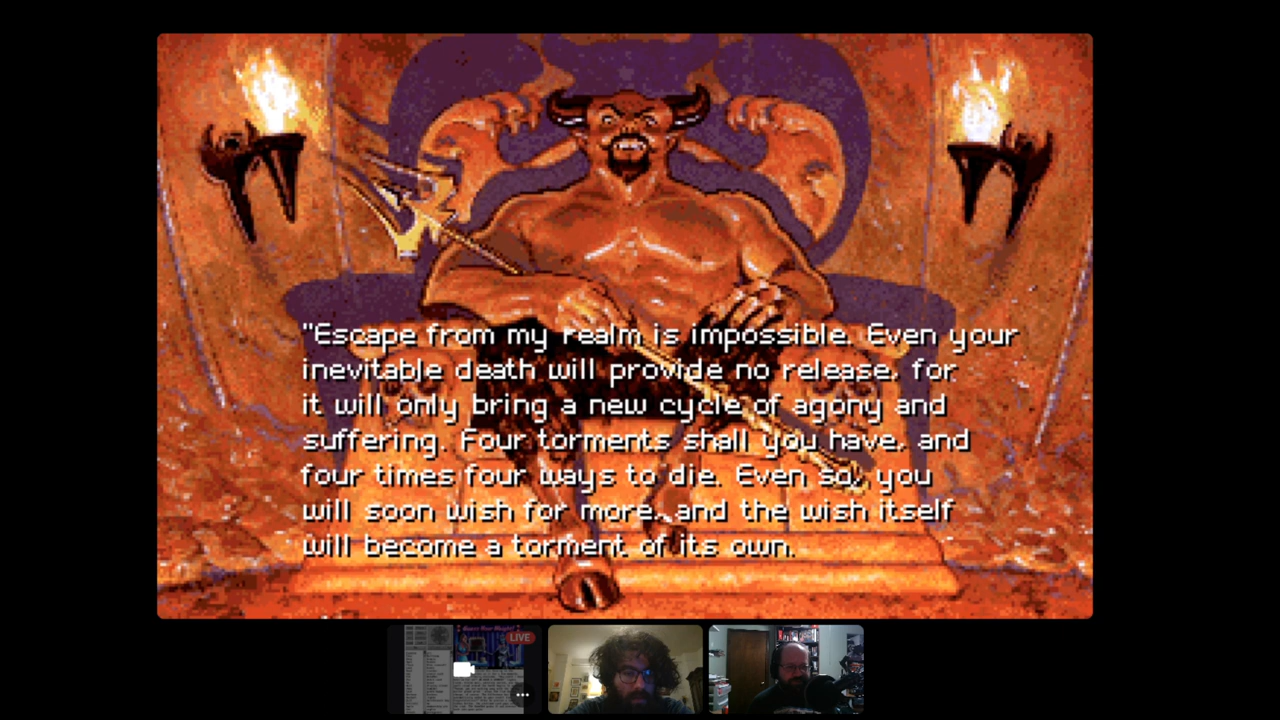 "Escape from my realm is impossible. Even your
inevitable death will provide no release, for
it will only bring a new cycle of agony and
suffering. Four torments shall you have, and
four times four ways to die. Even so, you
will soon wish for more, and the wish itself
will become a torment of its own.
LIVE